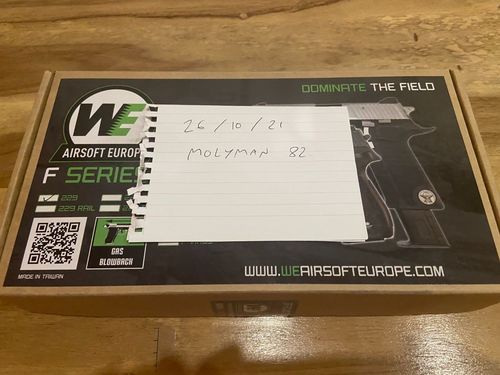 DOMINATE THE FIELD
WE
AIRSOFT EUROPE
26/10/21
MOLYMAN 82
F SERIES
229
229 RAIL
GAS
BLOWBACK
MADE IN TAIWAN
WWW.WEAIRSOFTEUROPE.COM